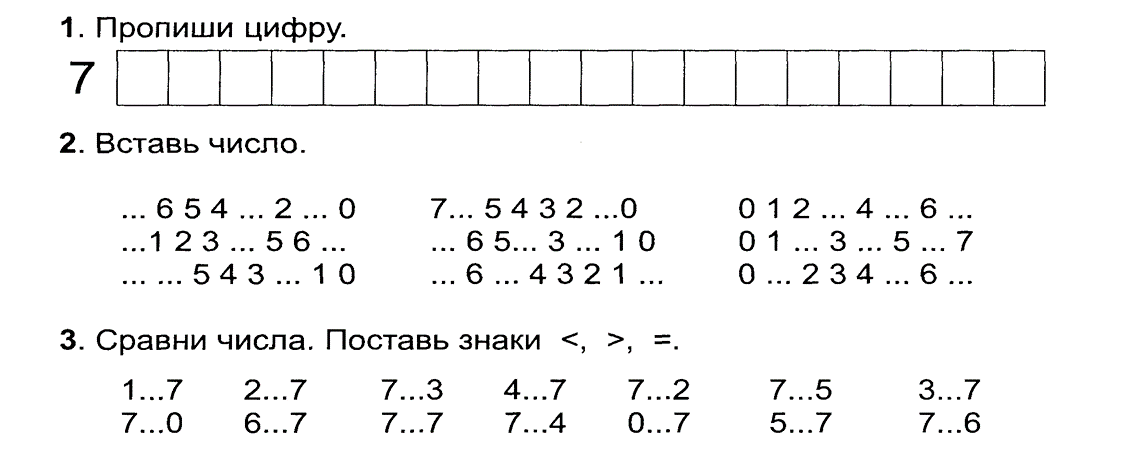 1. Пропиши цифру.
7
2. Вставь число.
... 6 5 4 ... 2 ... 0 7... 5 4 3 2 ...0 0 1 2 ... 4 ... 6 ...
...1 2 3 ... 5 6 ... ... 6 5... 3 ... 1 0 0 1 ... 3 ... 5 ... 7
... ... 5 4 3 ... 1 0 ... 6 ... 4 3 2 1 ... 0 ... 2 3 4 ... 6 ...
3. Сравни числа. Поставь знаки <, >, =.
1...7 2...7 7...3 4...7 7...2 7...5 3...7
7...0 6...7 7...7 7...4 0...7 5...7 7...6